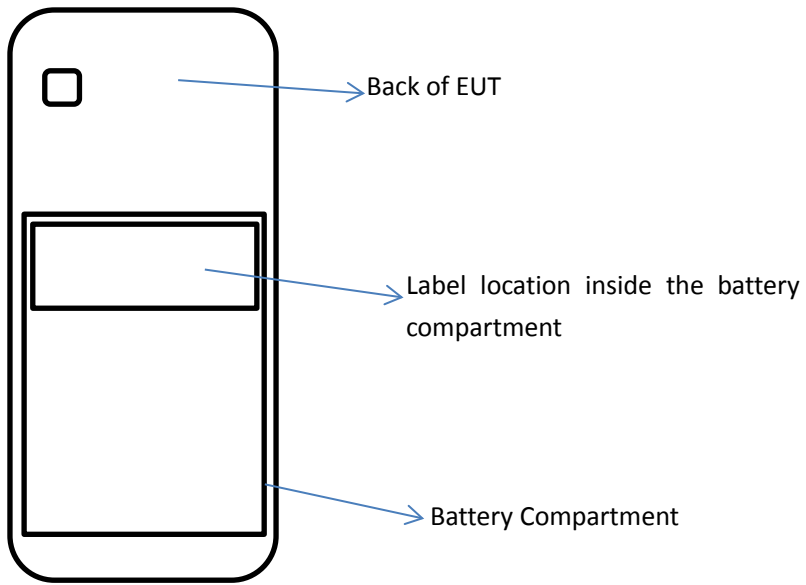 Back of EUT
Label location inside the battery
compartment
Battery Compartment